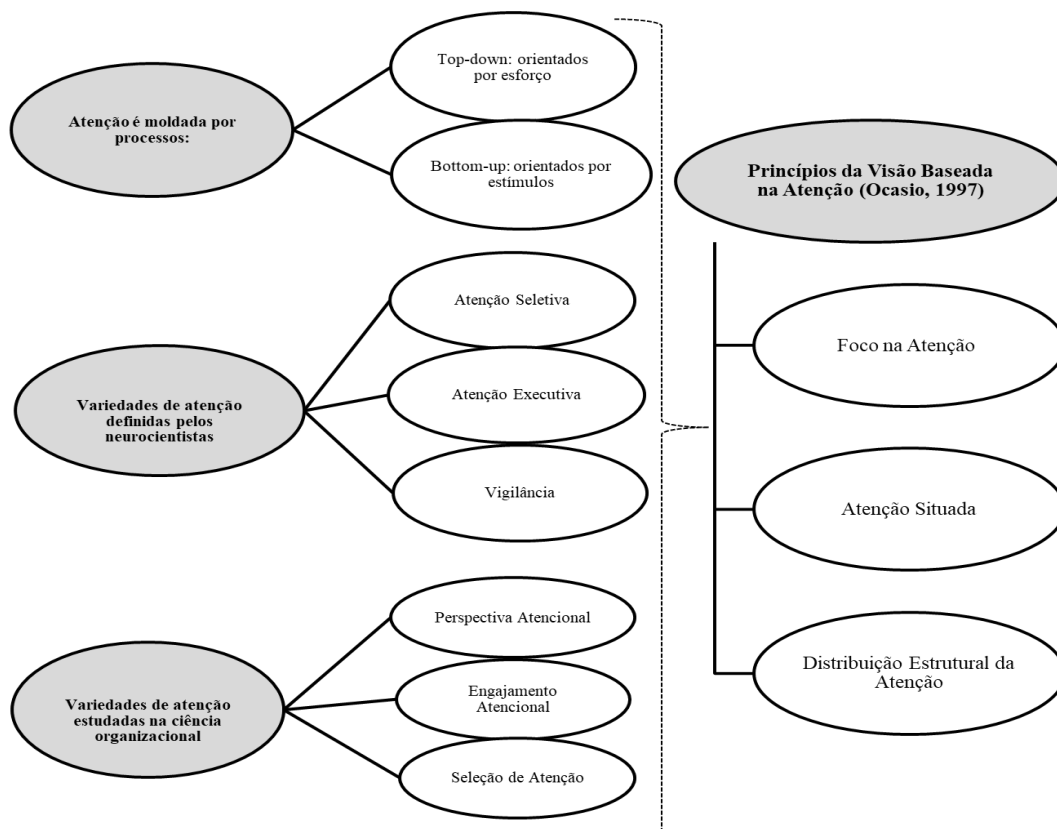 Top-down: orientados
por esforço
Atenção é moldada por
processos:
Bottom-up: orientados por
estímulos
Atenção Seletiva
Variedades de atenção
definidas pelos
neurocientistas
Atenção Executiva
Vigilância
Perspectiva Atencional
Variedades de atenção
estudadas na ciência
organizacional
Engajamento
Atencional
Seleção de Atenção
Princípios da Visão Baseada
na Atenção (Ocasio, 1997)
Foco na Atenção
Atenção Situada
Distribuição Estrutural da
Atenção